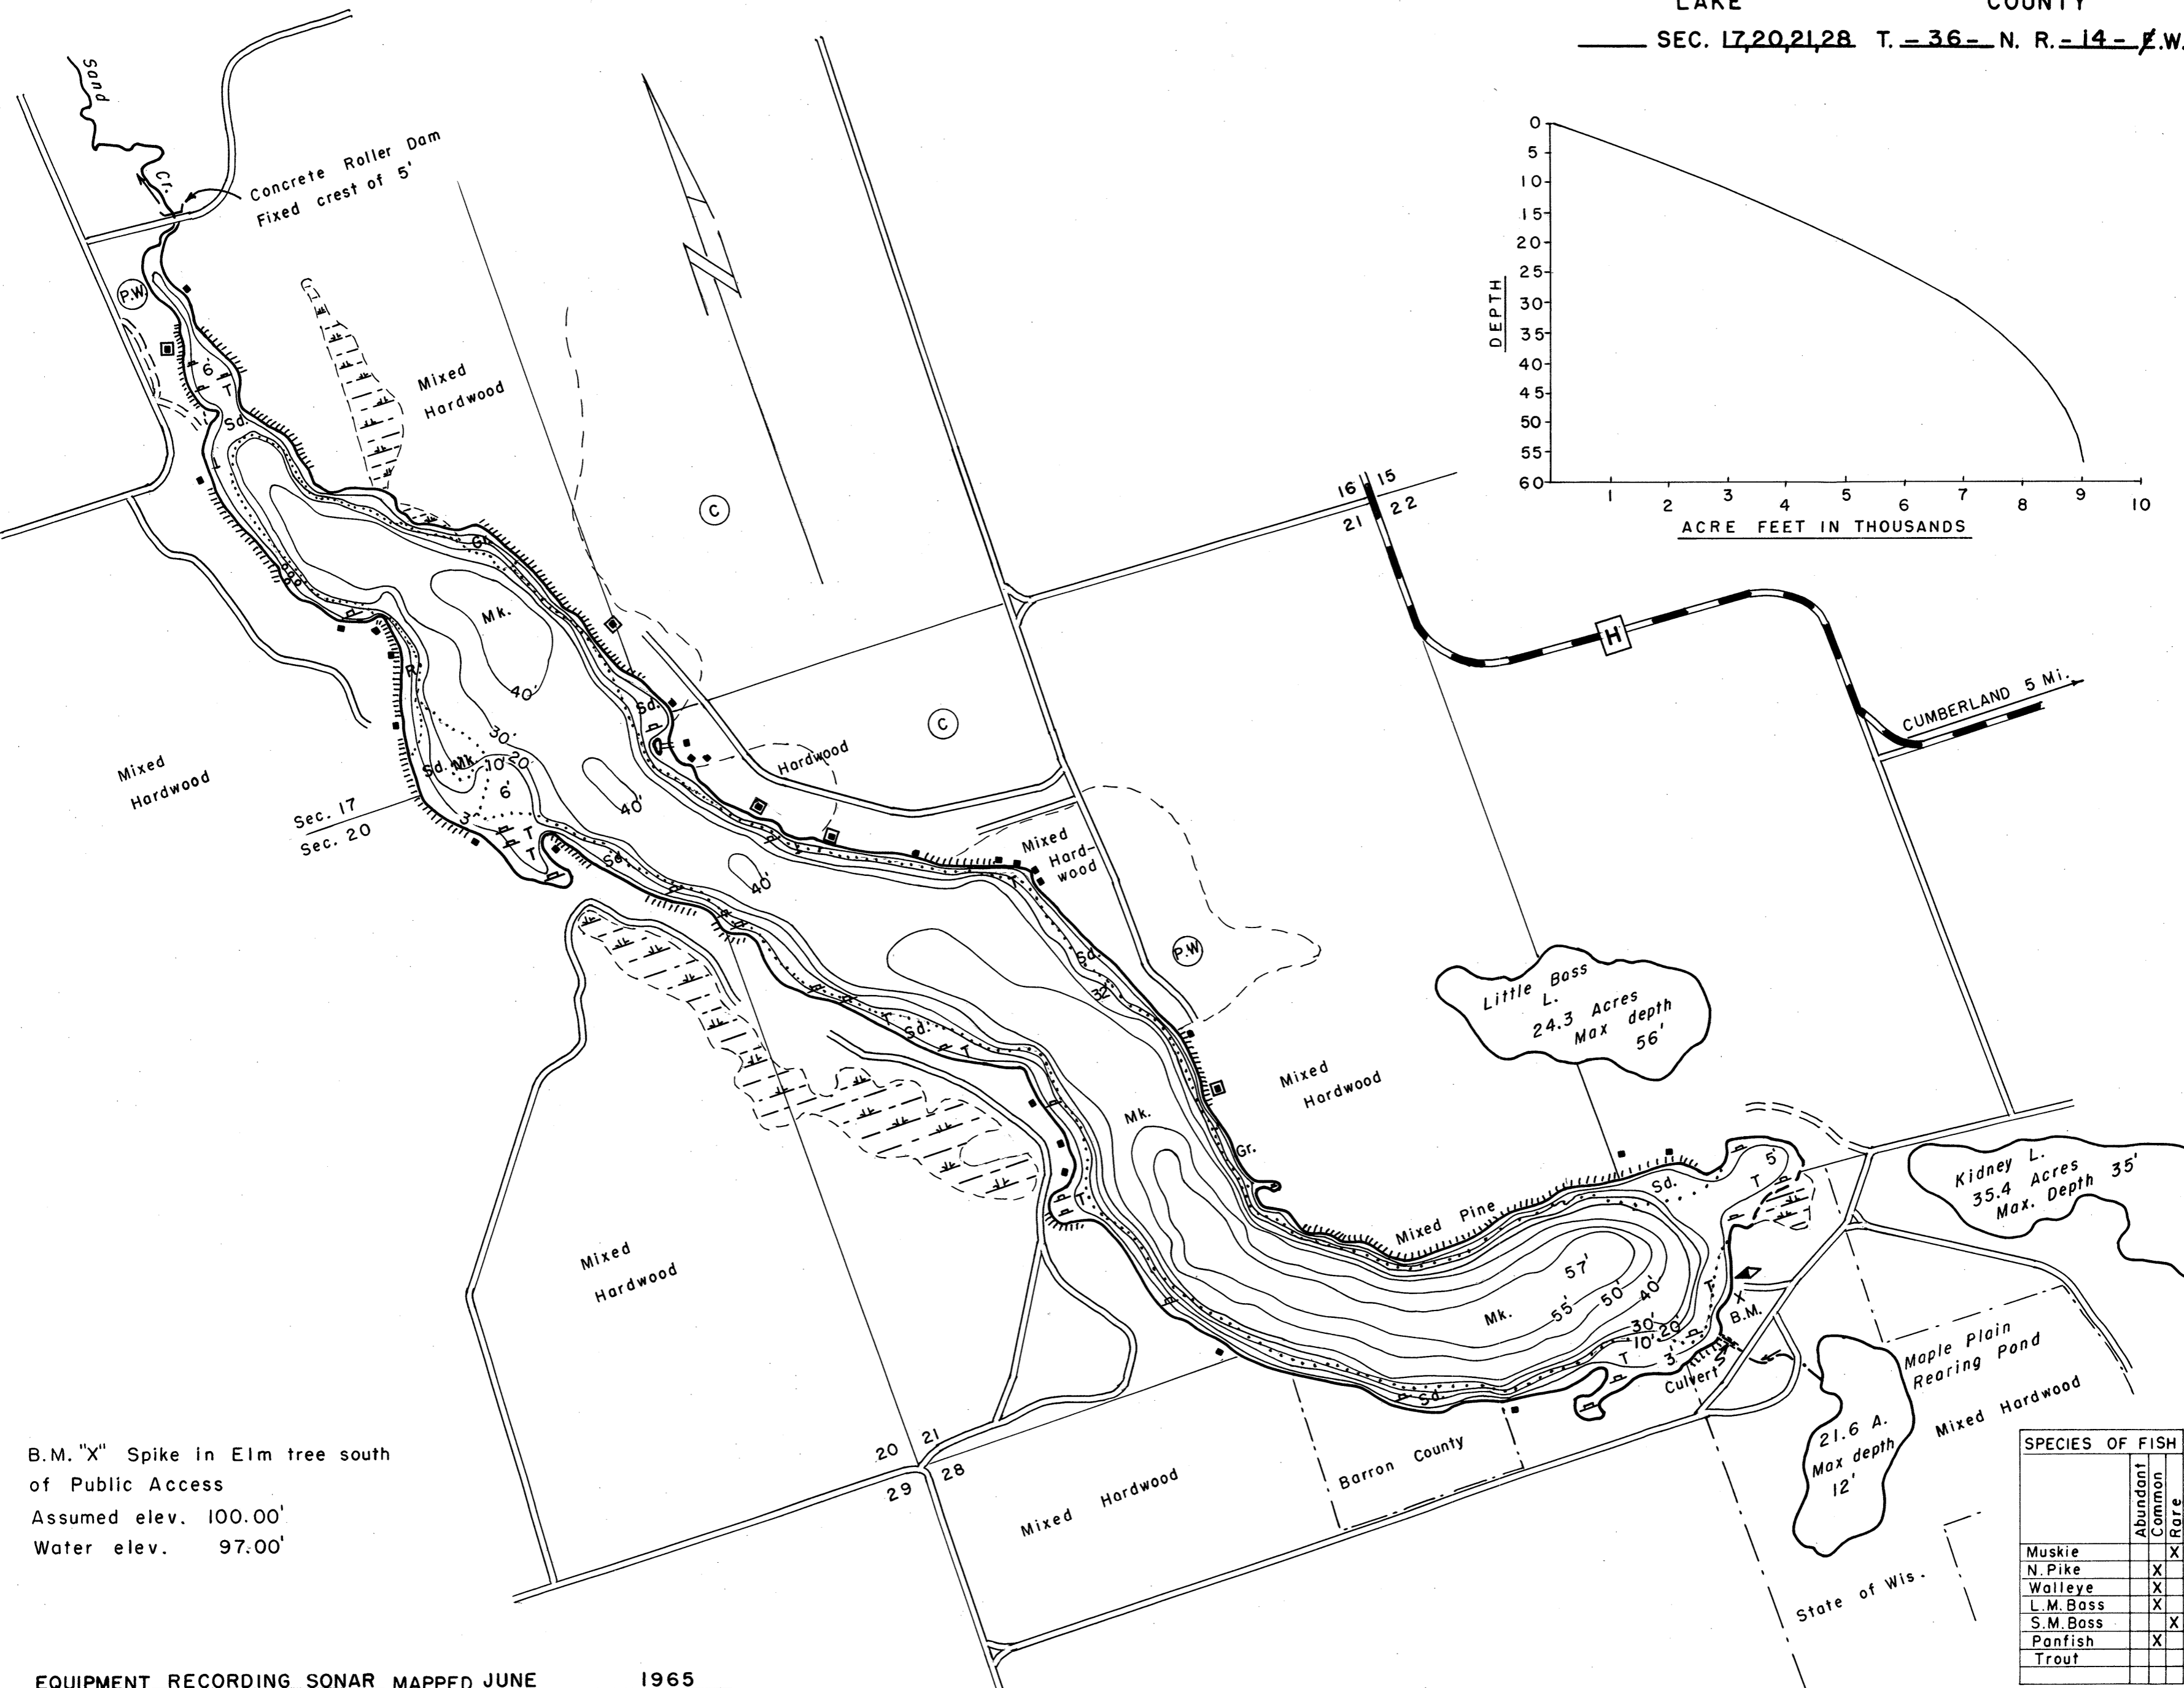 LAKE COUNTY
SEC. 17,20,21,28 T. -36- N. R. -14- E.W.
Sand
Cr.
Concrete Roller Dam
Fixed crest of 5'
P.W.
6'
T
Sd.
Mixed
Hardwood
C
Gr.
Mk.
40'
R
30'
Sd. Mk.
10'
20'
6'
3'
T
T
Sd.
40'
40'
Sd.
Hardwood
C
Mixed
Hardwood
Sec. 17
Sec. 20
Mixed
Hard-
wood
T
Sd.
32'
P.W.
T
Sd.
T
Mk.
Gr.
T
Mixed
Hardwood
Mixed
Hardwood
Mixed Pine
Sd.
5'
T
57'
55'
50'
40'
30'
20'
10'
3'
T
T
Mk.
Sd.
X
B.M.
Culvert
0
5
10
15
20
25
30
35
40
45
50
55
60
DEPTH
1 2 3 4 5 6 7 8 9 10
ACRE FEET IN THOUSANDS
16 15
21 22
H
CUMBERLAND 5 Mi.
Little Bass
L.
24.3 Acres
Max depth
56'
Kidney L.
35.4 Acres
Max. Depth 35'
Maple Plain
Rearing Pond
Mixed Hardwood
21.6 A.
Max depth
12'
State of Wis.
20 21
29 28
Mixed Hardwood
Barron County
B.M. "X" Spike in Elm tree south
of Public Access
Assumed elev. 100.00'
Water elev. 97.00'
SPECIES OF FISH
Abundant
Common
Rare
Muskie X
N. Pike X
Walleye X
L.M. Bass X
S.M. Bass X
Panfish X
Trout
EQUIPMENT RECORDING SONAR MAPPED JUNE 1965